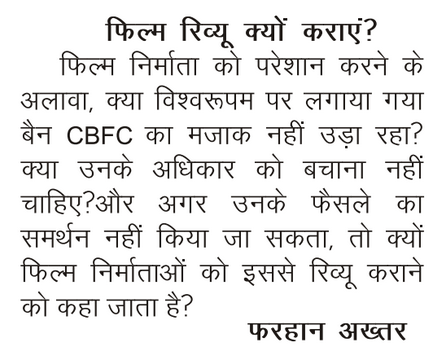 फिल्म रिव्यू क्यों कराएं?
फिल्म निर्माता को परेशान करने के
अलावा, क्या विश्वरूपम पर लगाया गया
बैन CBFC का मजाक नहीं उड़ा रहा?
क्या उनके अधिकार को बचाना नहीं
चाहिए?और अगर उनके फैसले का
समर्थन नहीं किया जा सकता, तो क्यों
फिल्म निर्माताओं को इससे रिव्यू कराने
को कहा जाता है?
फरहान अख्तर